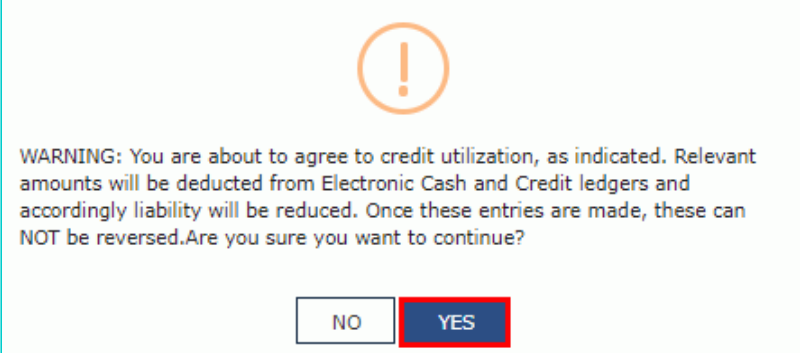 WARNING: You are about to agree to credit utilization, as indicated. Relevant
amounts will be deducted from Electronic Cash and Credit ledgers and
accordingly liability will be reduced. Once these entries are made, these can
NOT be reversed.Are you sure you want to continue?
NO YES